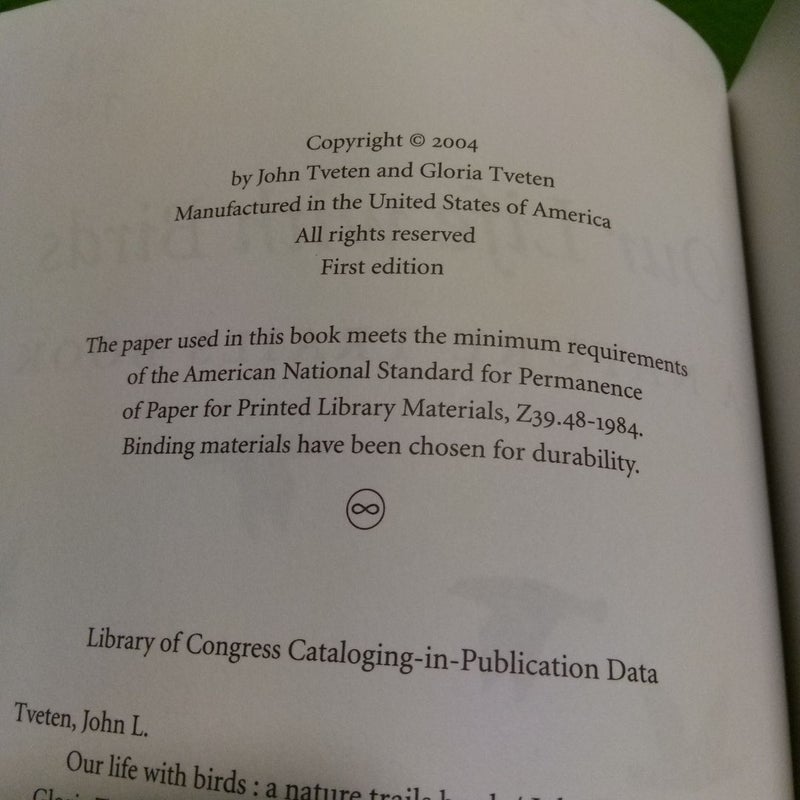 Copyright © 2004
by John Tveten and Gloria Tveten
Manufactured in the United States of America
All rights reserved
First edition
The paper used in this book meets the minimum requirements
of the American National Standard for Permanence
of Paper for Printed Library Materials, Z39.48-1984.
Binding materials have been chosen for durability.
∞
Library of Congress Cataloging-in-Publication Data
Tveten, John L.
Our life with birds : a nature trails book /